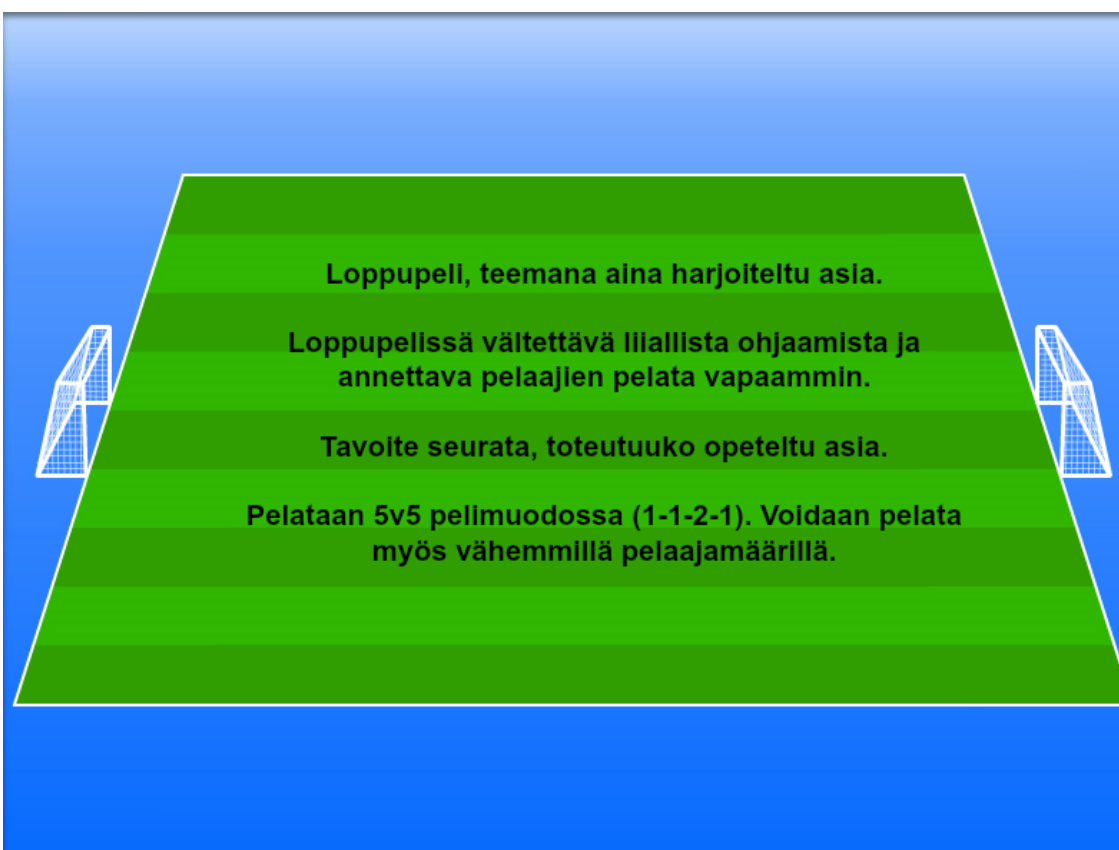 Loppupeli, teemana aina harjoiteltu asia.
Loppupelissä vältettävä liiallista ohjaamista ja
annettava pelaajien pelata vapaammin.
Tavoite seurata, toteutuuko opeteltu asia.
Pelataan 5v5 pelimuodossa (1-1-2-1). Voidaan pelata
myös vähemmillä pelaajamäärillä.